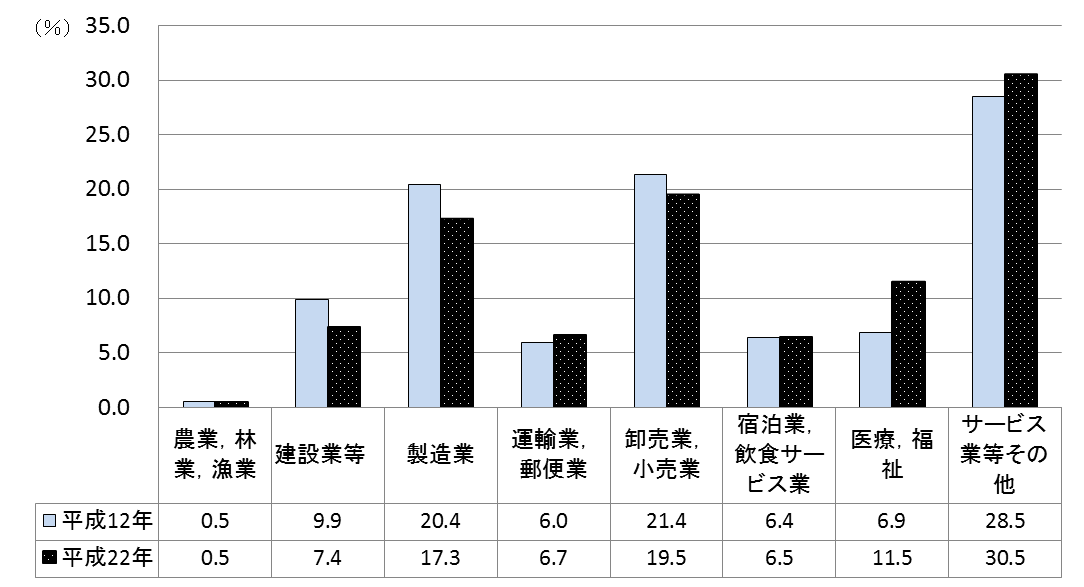 （％）
35.0
30.0
25.0
20.0
15.0
10.0
5.0
0.0
農業，林
業，漁業
建設業等
製造業
運輸業，
郵便業
卸売業，
小売業
宿泊業，
飲食サー
ビス業
医療，福
祉
サービス
業等その
他
平成12年 0.5 9.9 20.4 6.0 21.4 6.4 6.9 28.5
平成22年 0.5 7.4 17.3 6.7 19.5 6.5 11.5 30.5